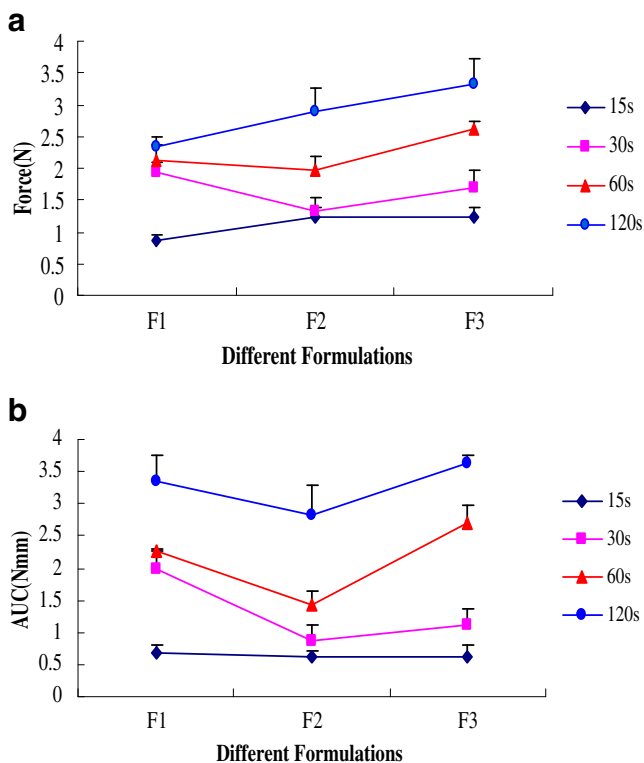 a
4
3.5
3
2.5
2
1.5
1
0.5
0
Force(N)
F1 F2 F3
Different Formulations
15s
30s
60s
120s
b
4
3.5
3
2.5
2
1.5
1
0.5
0
AUC(Nmm)
F1 F2 F3
Different Formulations
15s
30s
60s
120s